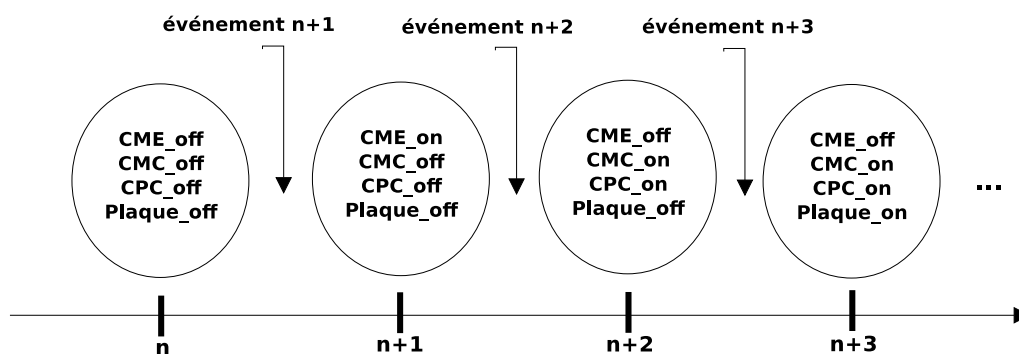 événement n+1
événement n+2
événement n+3
CME_off
CMC_off
CPC_off
Plaque_off
CME_on
CMC_off
CPC_off
Plaque_off
CME_off
CMC_on
CPC_on
Plaque_off
CME_off
CMC_on
CPC_on
Plaque_on
...
n
n+1
n+2
n+3